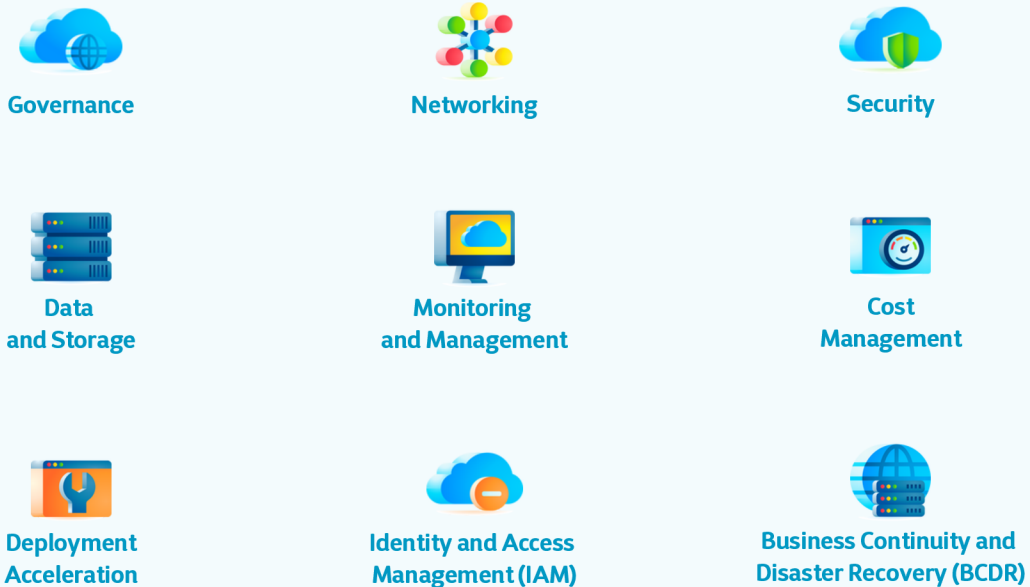 Governance
Networking
Security
Data
and Storage
Monitoring
and Management
Cost
Management
Deployment
Acceleration
Identity and Access
Management (IAM)
Business Continuity and
Disaster Recovery (BCDR)